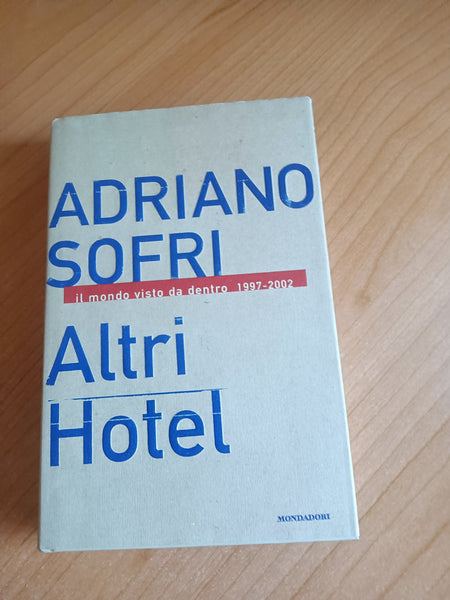 ADRIANO
SOFRI
il mondo visto da dentro 1997-2002
Altri
Hotel
MONDADORI